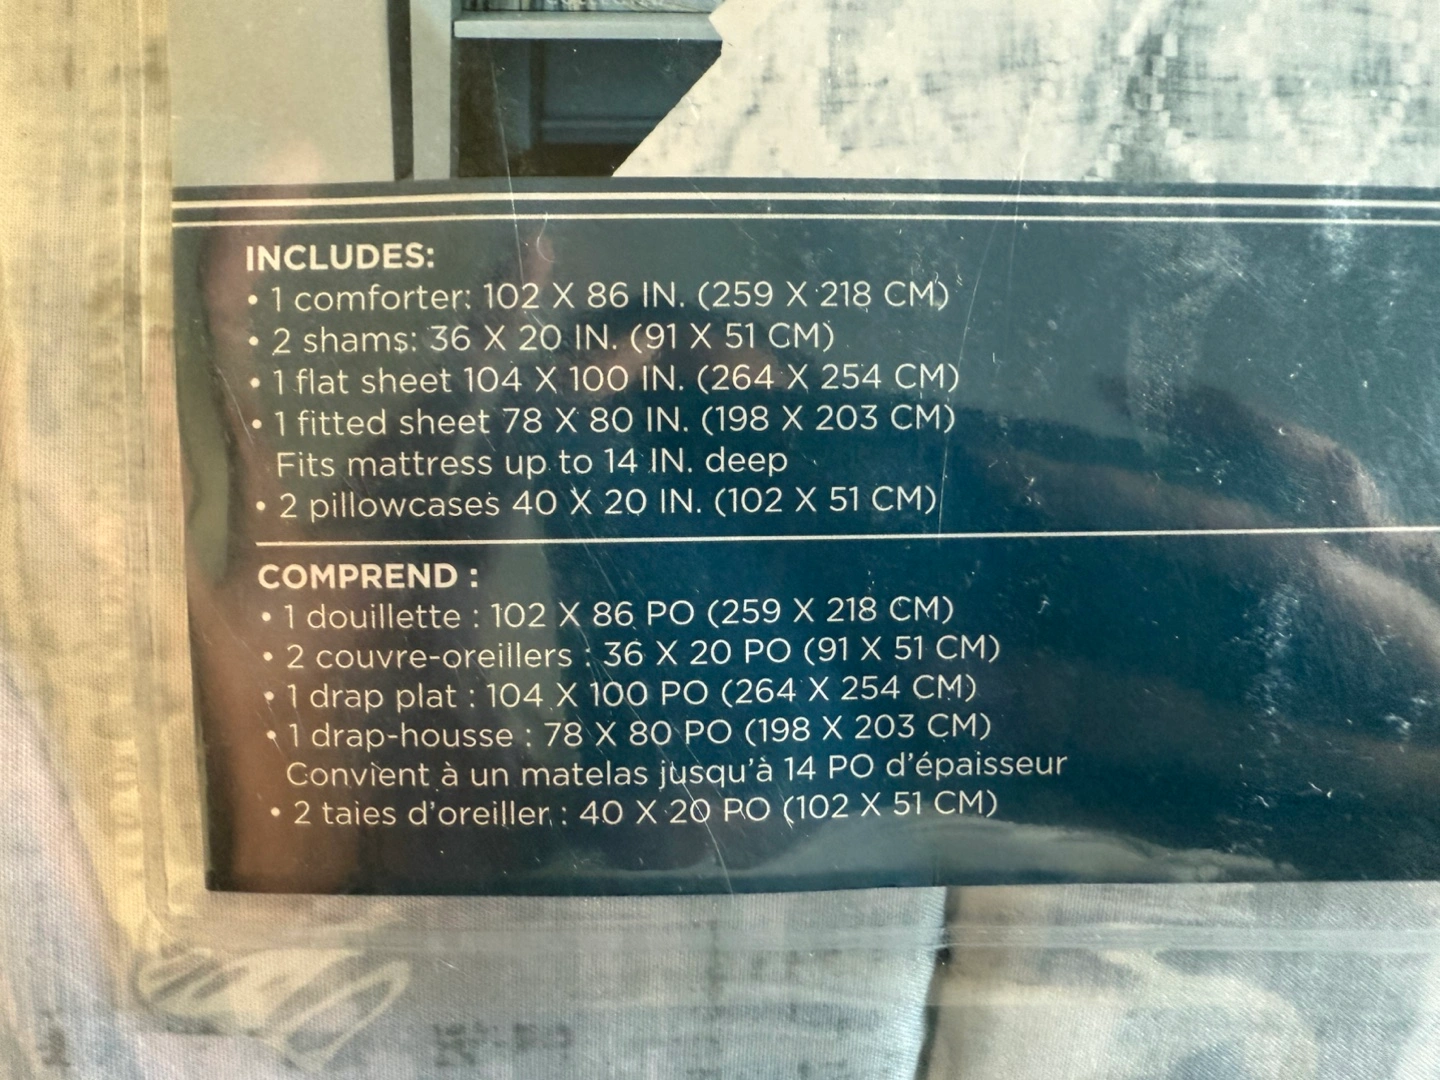 INCLUDES:
• 1 comforter: 102 X 86 IN. (259 X 218 CM)
• 2 shams: 36 X 20 IN. (91 X 51 CM)
• 1 flat sheet 104 X 100 IN. (264 X 254 CM)
• 1 fitted sheet 78 X 80 IN. (198 X 203 CM)
Fits mattress up to 14 IN. deep
• 2 pillowcases 40 X 20 IN. (102 X 51 CM)
COMPREND :
• 1 douillette : 102 X 86 PO (259 X 218 CM)
• 2 couvre-oreillers : 36 X 20 PO (91 X 51 CM)
• 1 drap plat : 104 X 100 PO (264 X 254 CM)
• 1 drap-housse : 78 X 80 PO (198 X 203 CM)
Convient à un matelas jusqu'à 14 PO d'épaisseur
• 2 taies d'oreiller : 40 X 20 PO (102 X 51 CM)